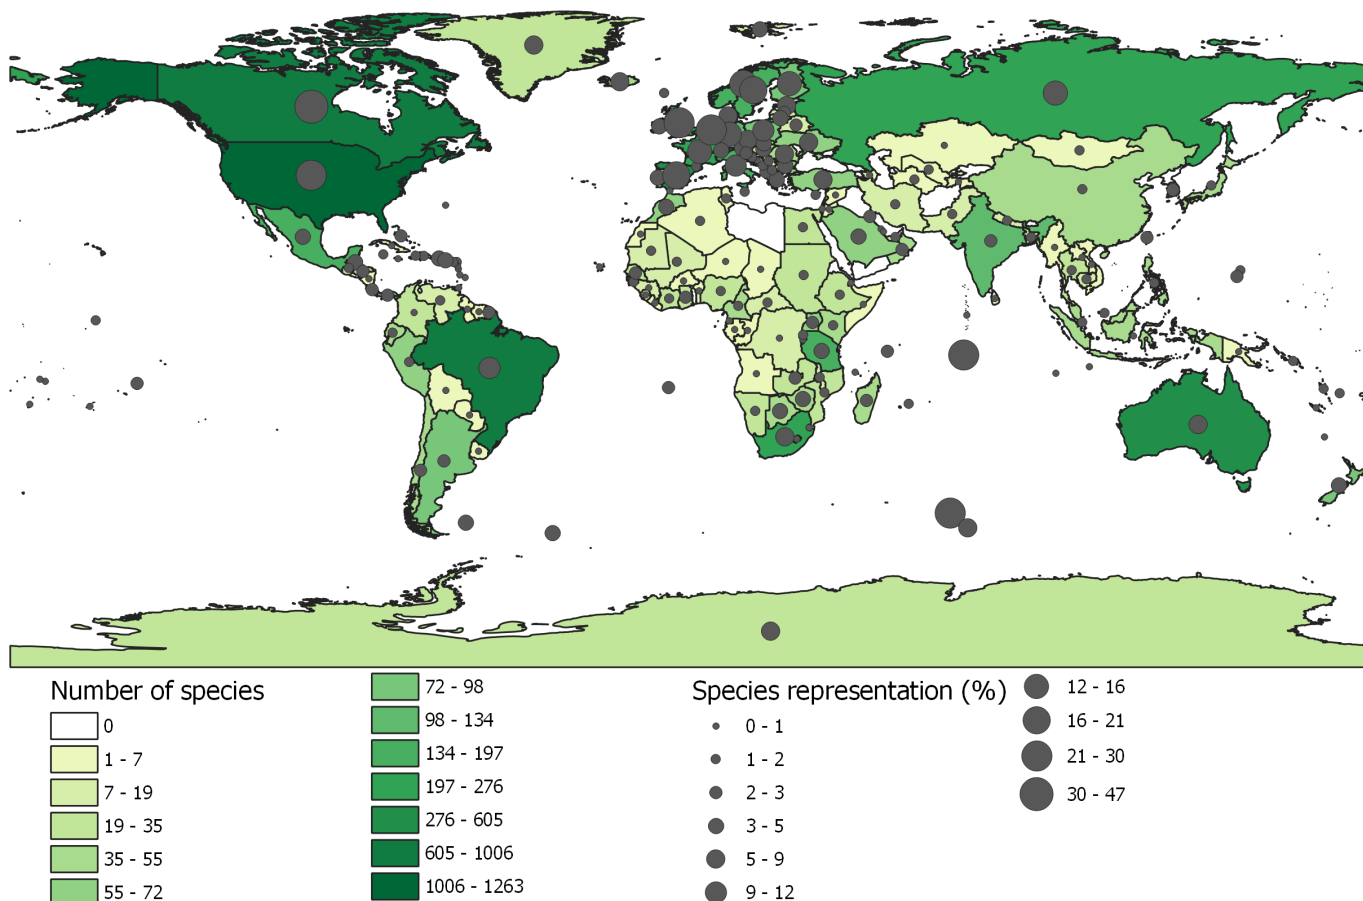 Number of species
0
1 - 7
7 - 19
19 - 35
35 - 55
55 - 72
72 - 98
98 - 134
134 - 197
197 - 276
276 - 605
605 - 1006
1006 - 1263
Species representation (%)
0 - 1
1 - 2
2 - 3
3 - 5
5 - 9
9 - 12
12 - 16
16 - 21
21 - 30
30 - 47